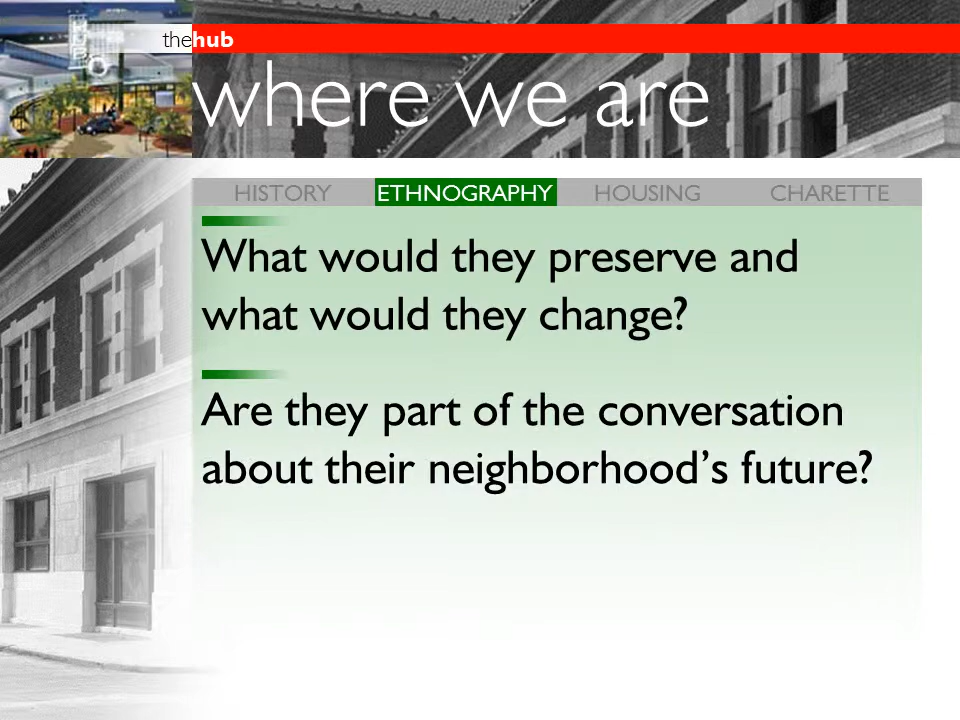 thehub
where we are
HISTORY ETHNOGRAPHY HOUSING CHARETTE
What would they preserve and
what would they change?
Are they part of the conversation
about their neighborhood's future?